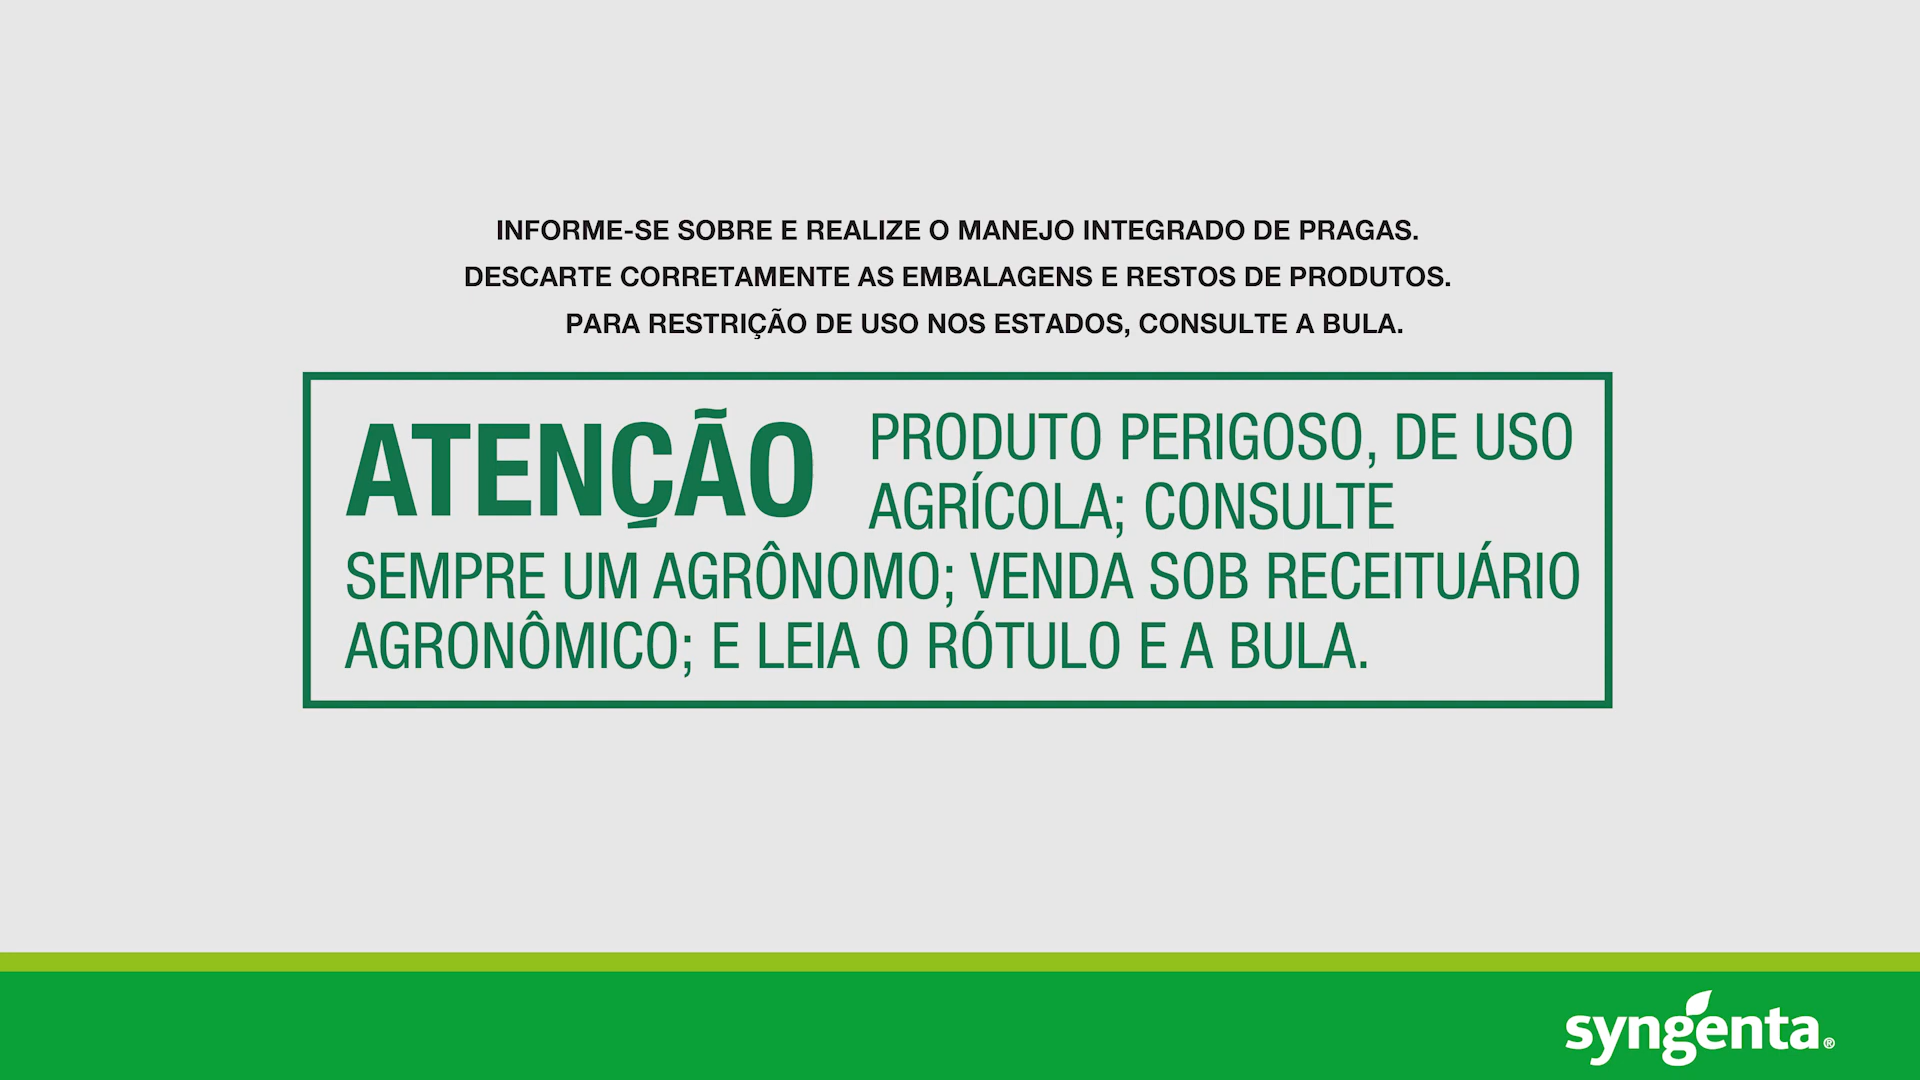 INFORME-SE SOBRE E REALIZE O MANEJO INTEGRADO DE PRAGAS.
DESCARTE CORRETAMENTE AS EMBALAGENS E RESTOS DE PRODUTOS.
PARA RESTRIÇÃO DE USO NOS ESTADOS, CONSULTE A BULA.
ATENÇÃO PRODUTO PERIGOSO, DE USO
AGRÍCOLA; CONSULTE
SEMPRE UM AGRÔNOMO; VENDA SOB RECEITUÁRIO
AGRONÔMICO; E LEIA O RÓTULO E A BULA.
syngenta®